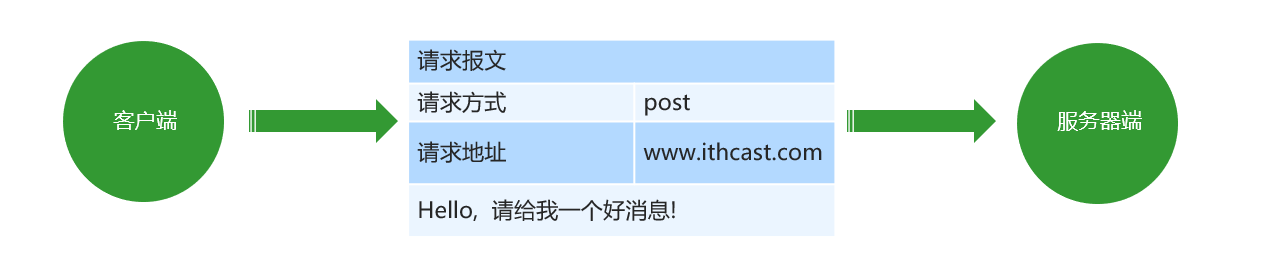 客户端
请求报文
请求方式 post
请求地址 www.ithcast.com
Hello, 请给我一个好消息!
服务器端